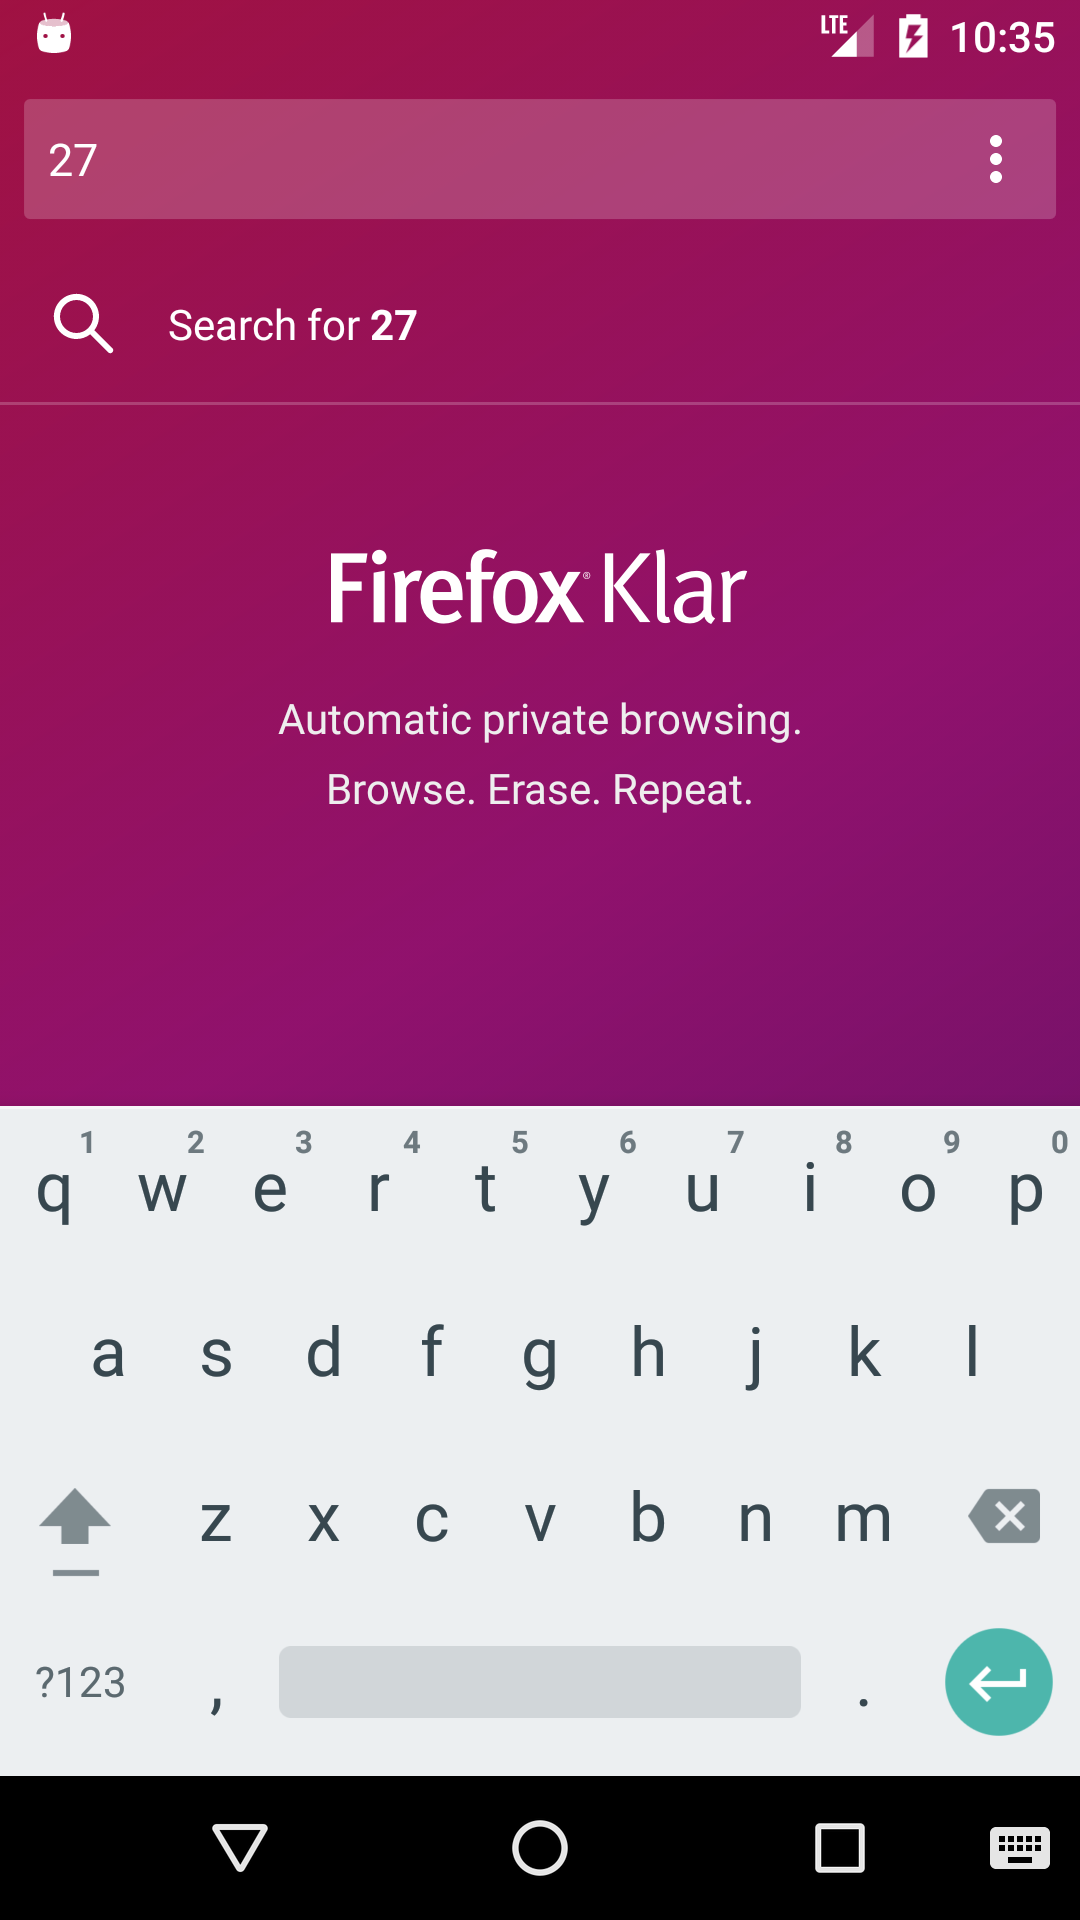 LTE 10:35
27
Search for 27
Firefox® Klar
Automatic private browsing.
Browse. Erase. Repeat.
1 2 3 4 5 6 7 8 9 0
q w e r t y u i o p
a s d f g h j k l
z x c v b n m
?123 , .